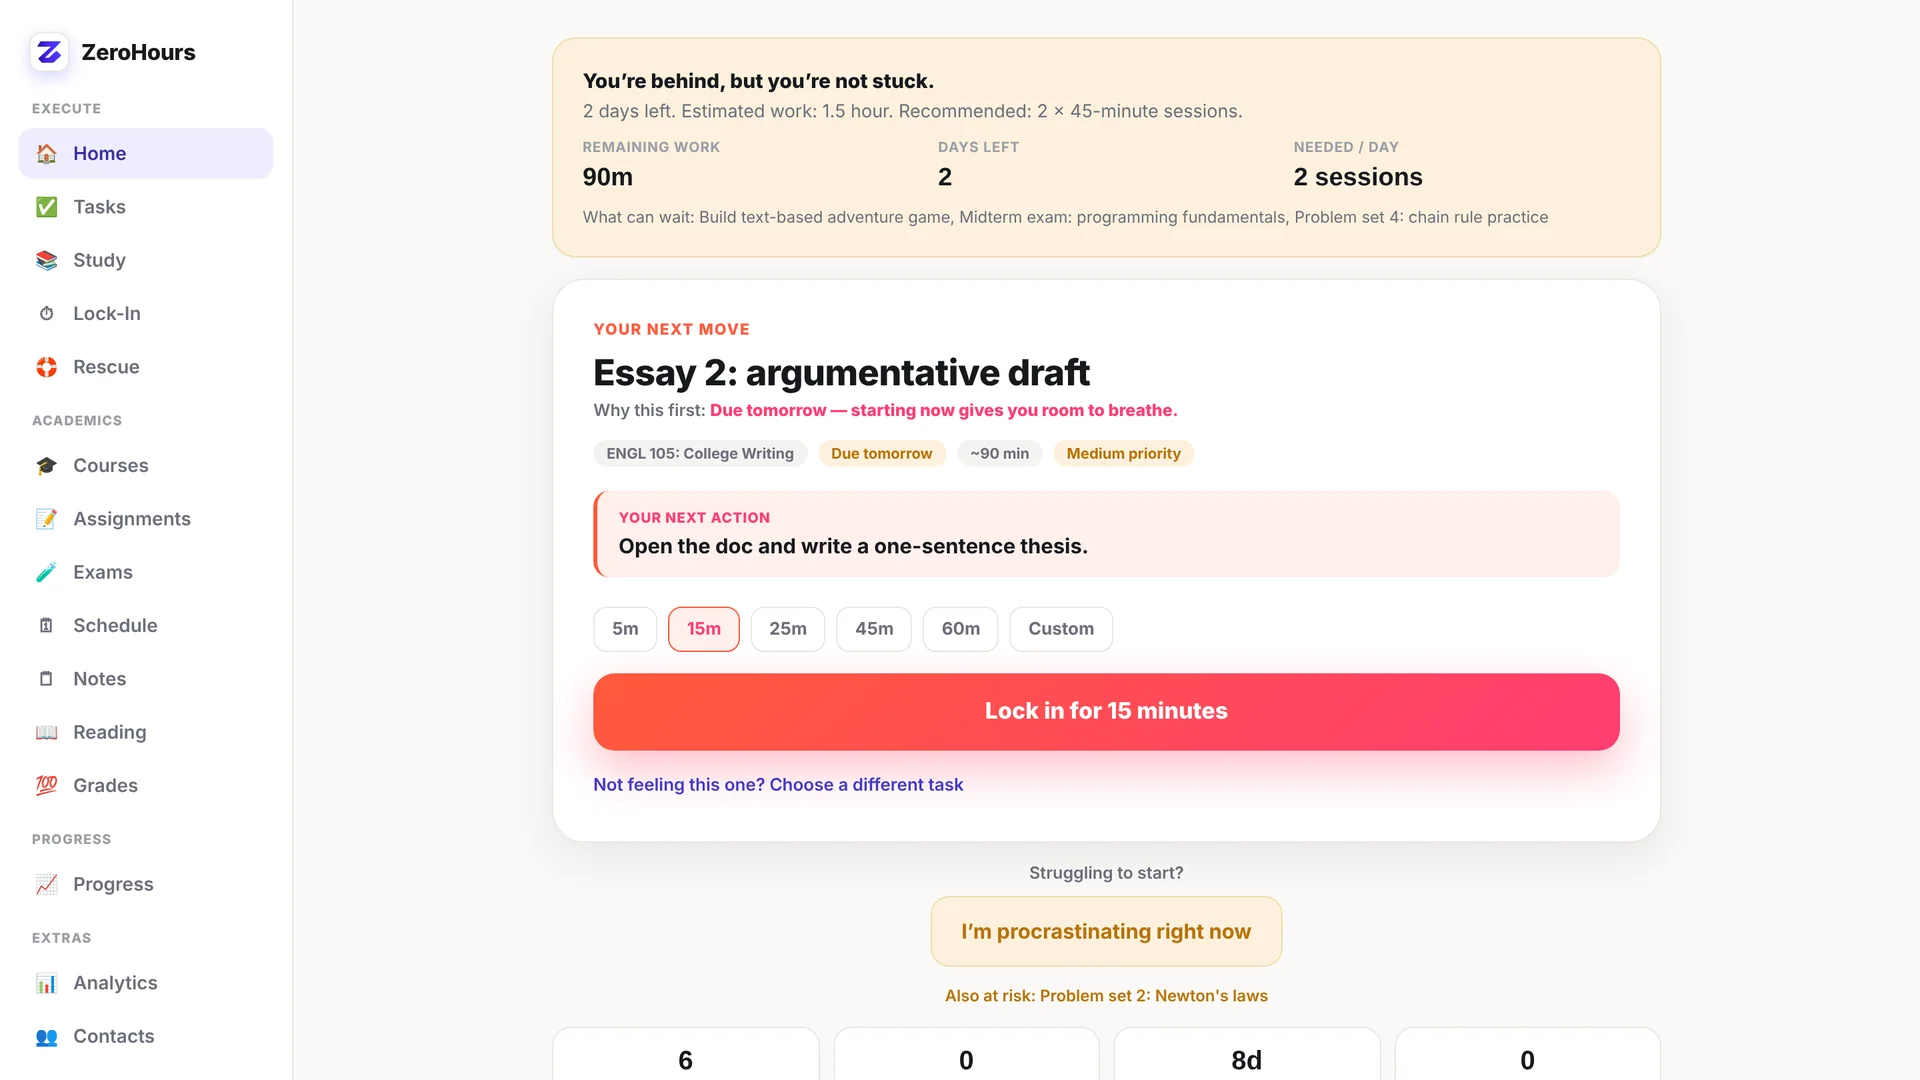 ZeroHours
EXECUTE
Home
Tasks
Study
Lock-In
Rescue
ACADEMICS
Courses
Assignments
Exams
Schedule
Notes
Reading
Grades
PROGRESS
Progress
EXTRAS
Analytics
Contacts
You’re behind, but you’re not stuck.
2 days left. Estimated work: 1.5 hour. Recommended: 2 × 45-minute sessions.
REMAINING WORK
90m
DAYS LEFT
2
NEEDED / DAY
2 sessions
What can wait: Build text-based adventure game, Midterm exam: programming fundamentals, Problem set 4: chain rule practice
YOUR NEXT MOVE
Essay 2: argumentative draft
Why this first: Due tomorrow — starting now gives you room to breathe.
ENGL 105: College Writing Due tomorrow ~90 min Medium priority
YOUR NEXT ACTION
Open the doc and write a one-sentence thesis.
5m 15m 25m 45m 60m Custom
Lock in for 15 minutes
Not feeling this one? Choose a different task
Struggling to start?
I’m procrastinating right now
Also at risk: Problem set 2: Newton's laws
6 0 8d 0